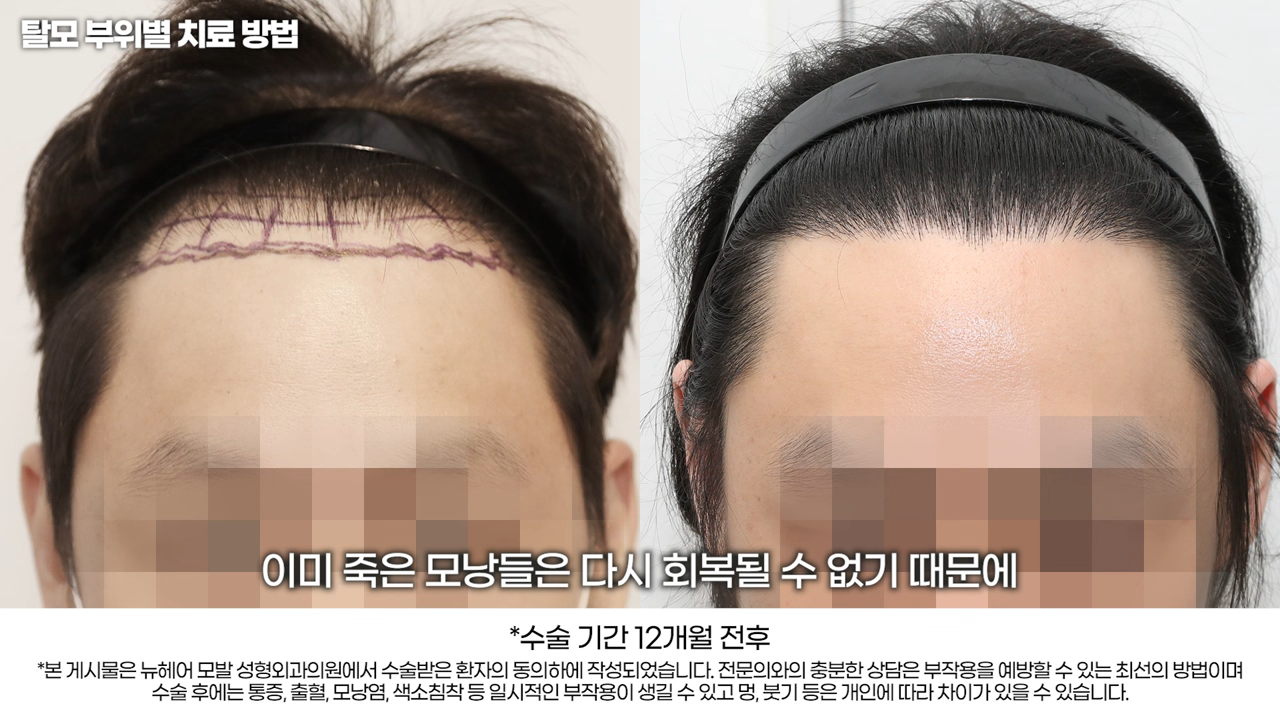 탈모 부위별 치료 방법
이미 죽은 모낭들은 다시 회복될 수 없기 때문에
*수술 기간 12개월 전후
*본 게시물은 뉴헤어 모발 성형외과의원에서 수술받은 환자의 동의하에 작성되었습니다. 전문의와의 충분한 상담은 부작용을 예방할 수 있는 최선의 방법이며
수술 후에는 통증, 출혈, 모낭염, 색소침착 등 일시적인 부작용이 생길 수 있고 멍, 붓기 등은 개인에 따라 차이가 있을 수 있습니다.